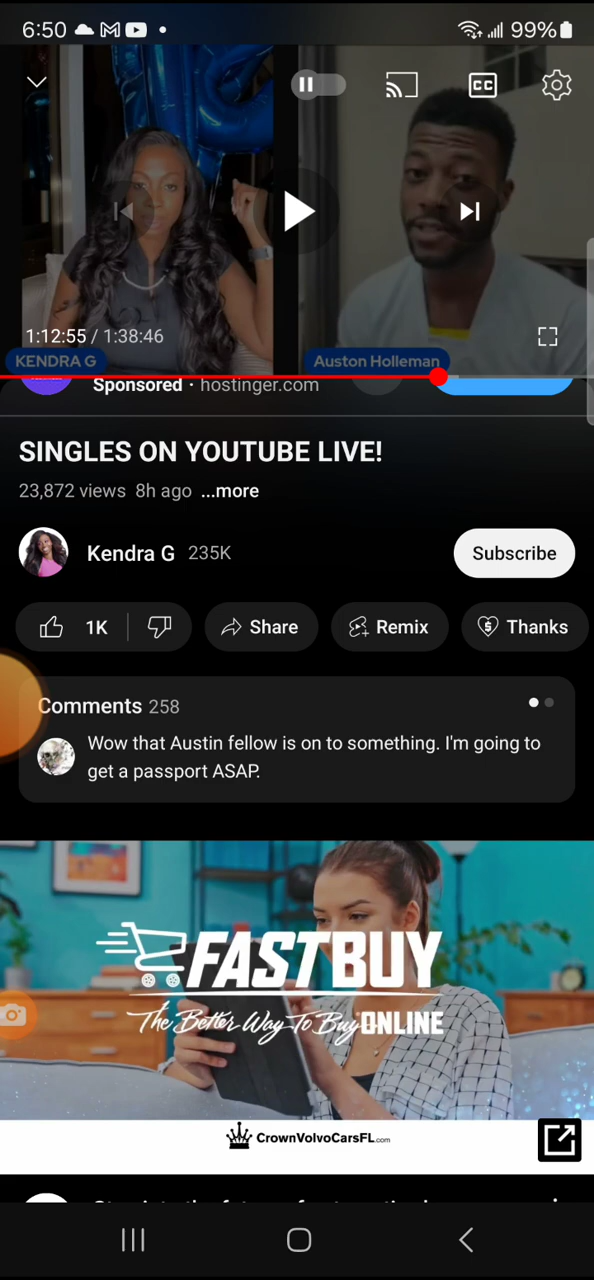 6:50
99%
CC
1:12:55 / 1:38:46
KENDRA G
Auston Holleman
Sponsored · hostinger.com
SINGLES ON YOUTUBE LIVE!
23,872 views 8h ago ...more
Kendra G 235K
Subscribe
1K
Share
Remix
Thanks
Comments 258
Wow that Austin fellow is on to something. I'm going to
get a passport ASAP.
FASTBUY
The Better Way To Buy ONLINE
CrownVolvoCarsFL.com